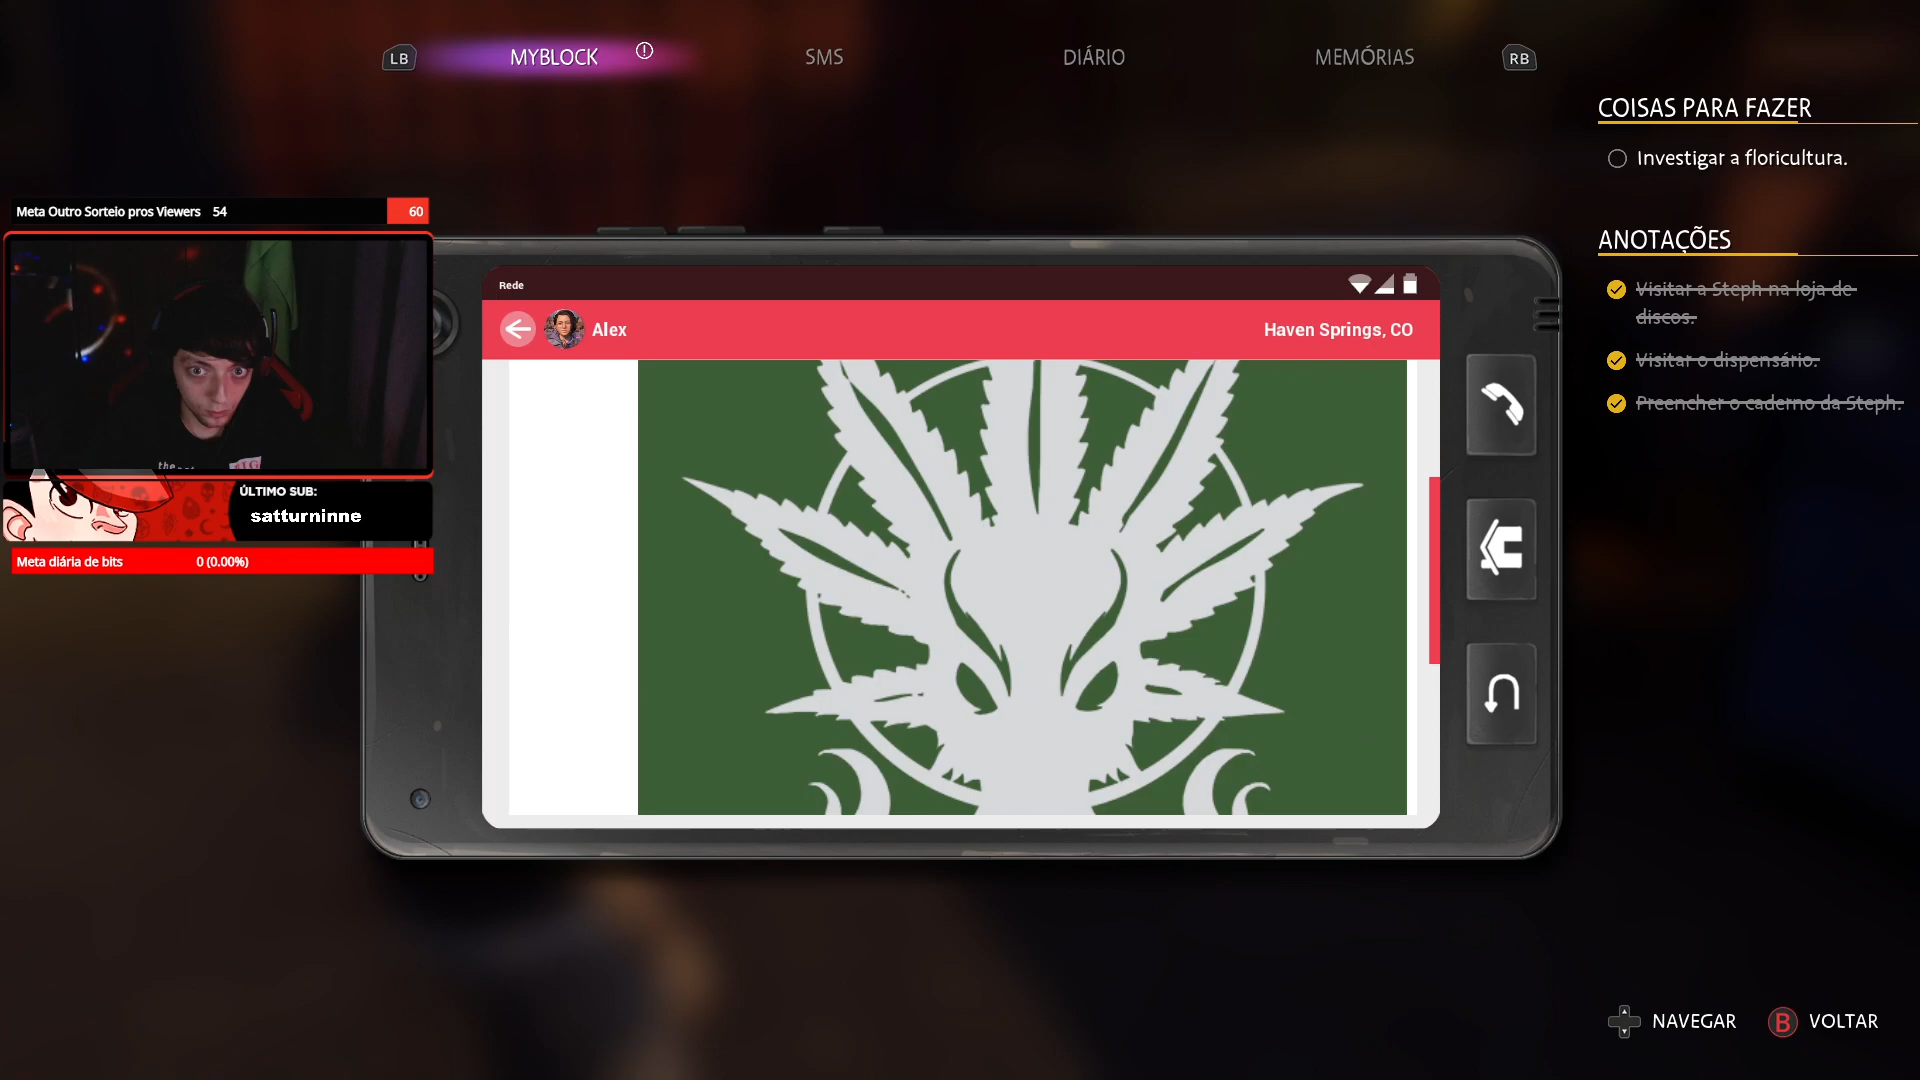 LB
MYBLOCK
SMS
DIÁRIO
MEMÓRIAS
RB
COISAS PARA FAZER
Investigar a floricultura.
ANOTAÇÕES
Visitar a Steph na loja de
discos.
Visitar o dispensário.
Preencher o caderno da Steph.
Meta Outro Sorteio pros Viewers 54
60
the
ÚLTIMO SUB:
satturninne
Meta diária de bits 0 (0.00%)
Rede
Alex
Haven Springs, CO
NAVEGAR
B VOLTAR